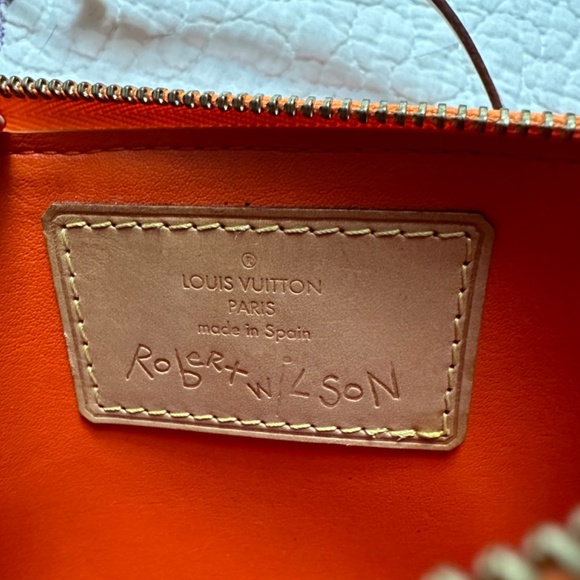 ®
LOUIS VUITTON
PARIS
made in Spain
RobeRt wiLSoN